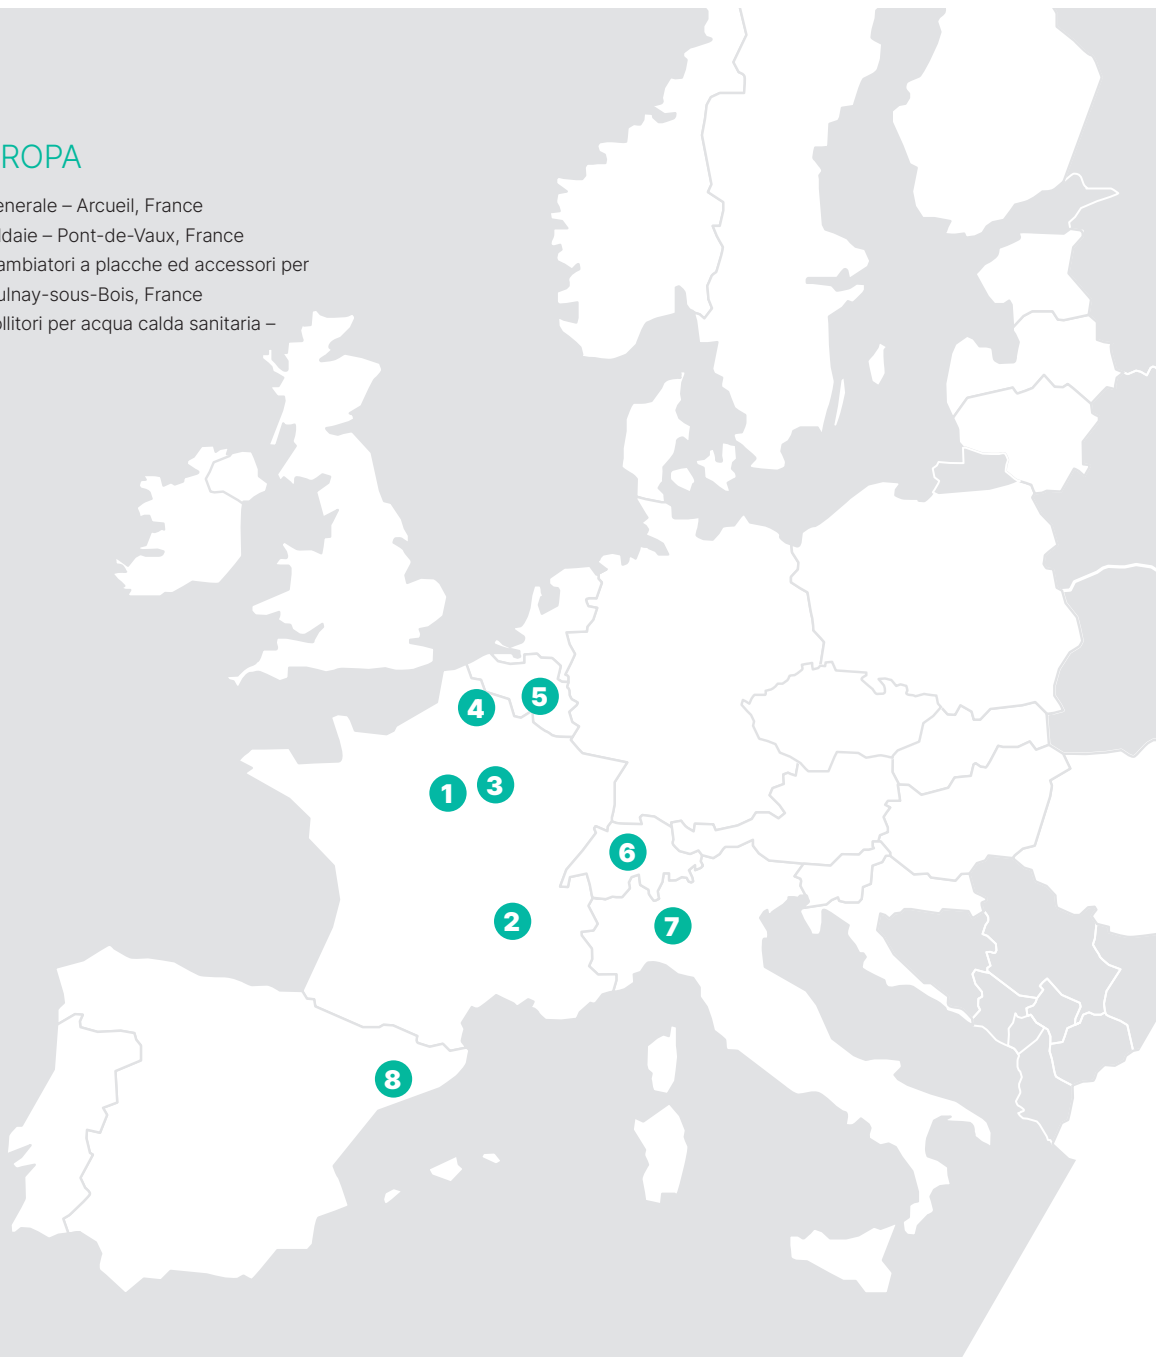 ROPA
enerale – Arcueil, France
ldaie – Pont-de-Vaux, France
ambiatori a placche ed accessori per
ulnay-sous-Bois, France
ollitori per acqua calda sanitaria –
5
4
3
1
6
2
7
8